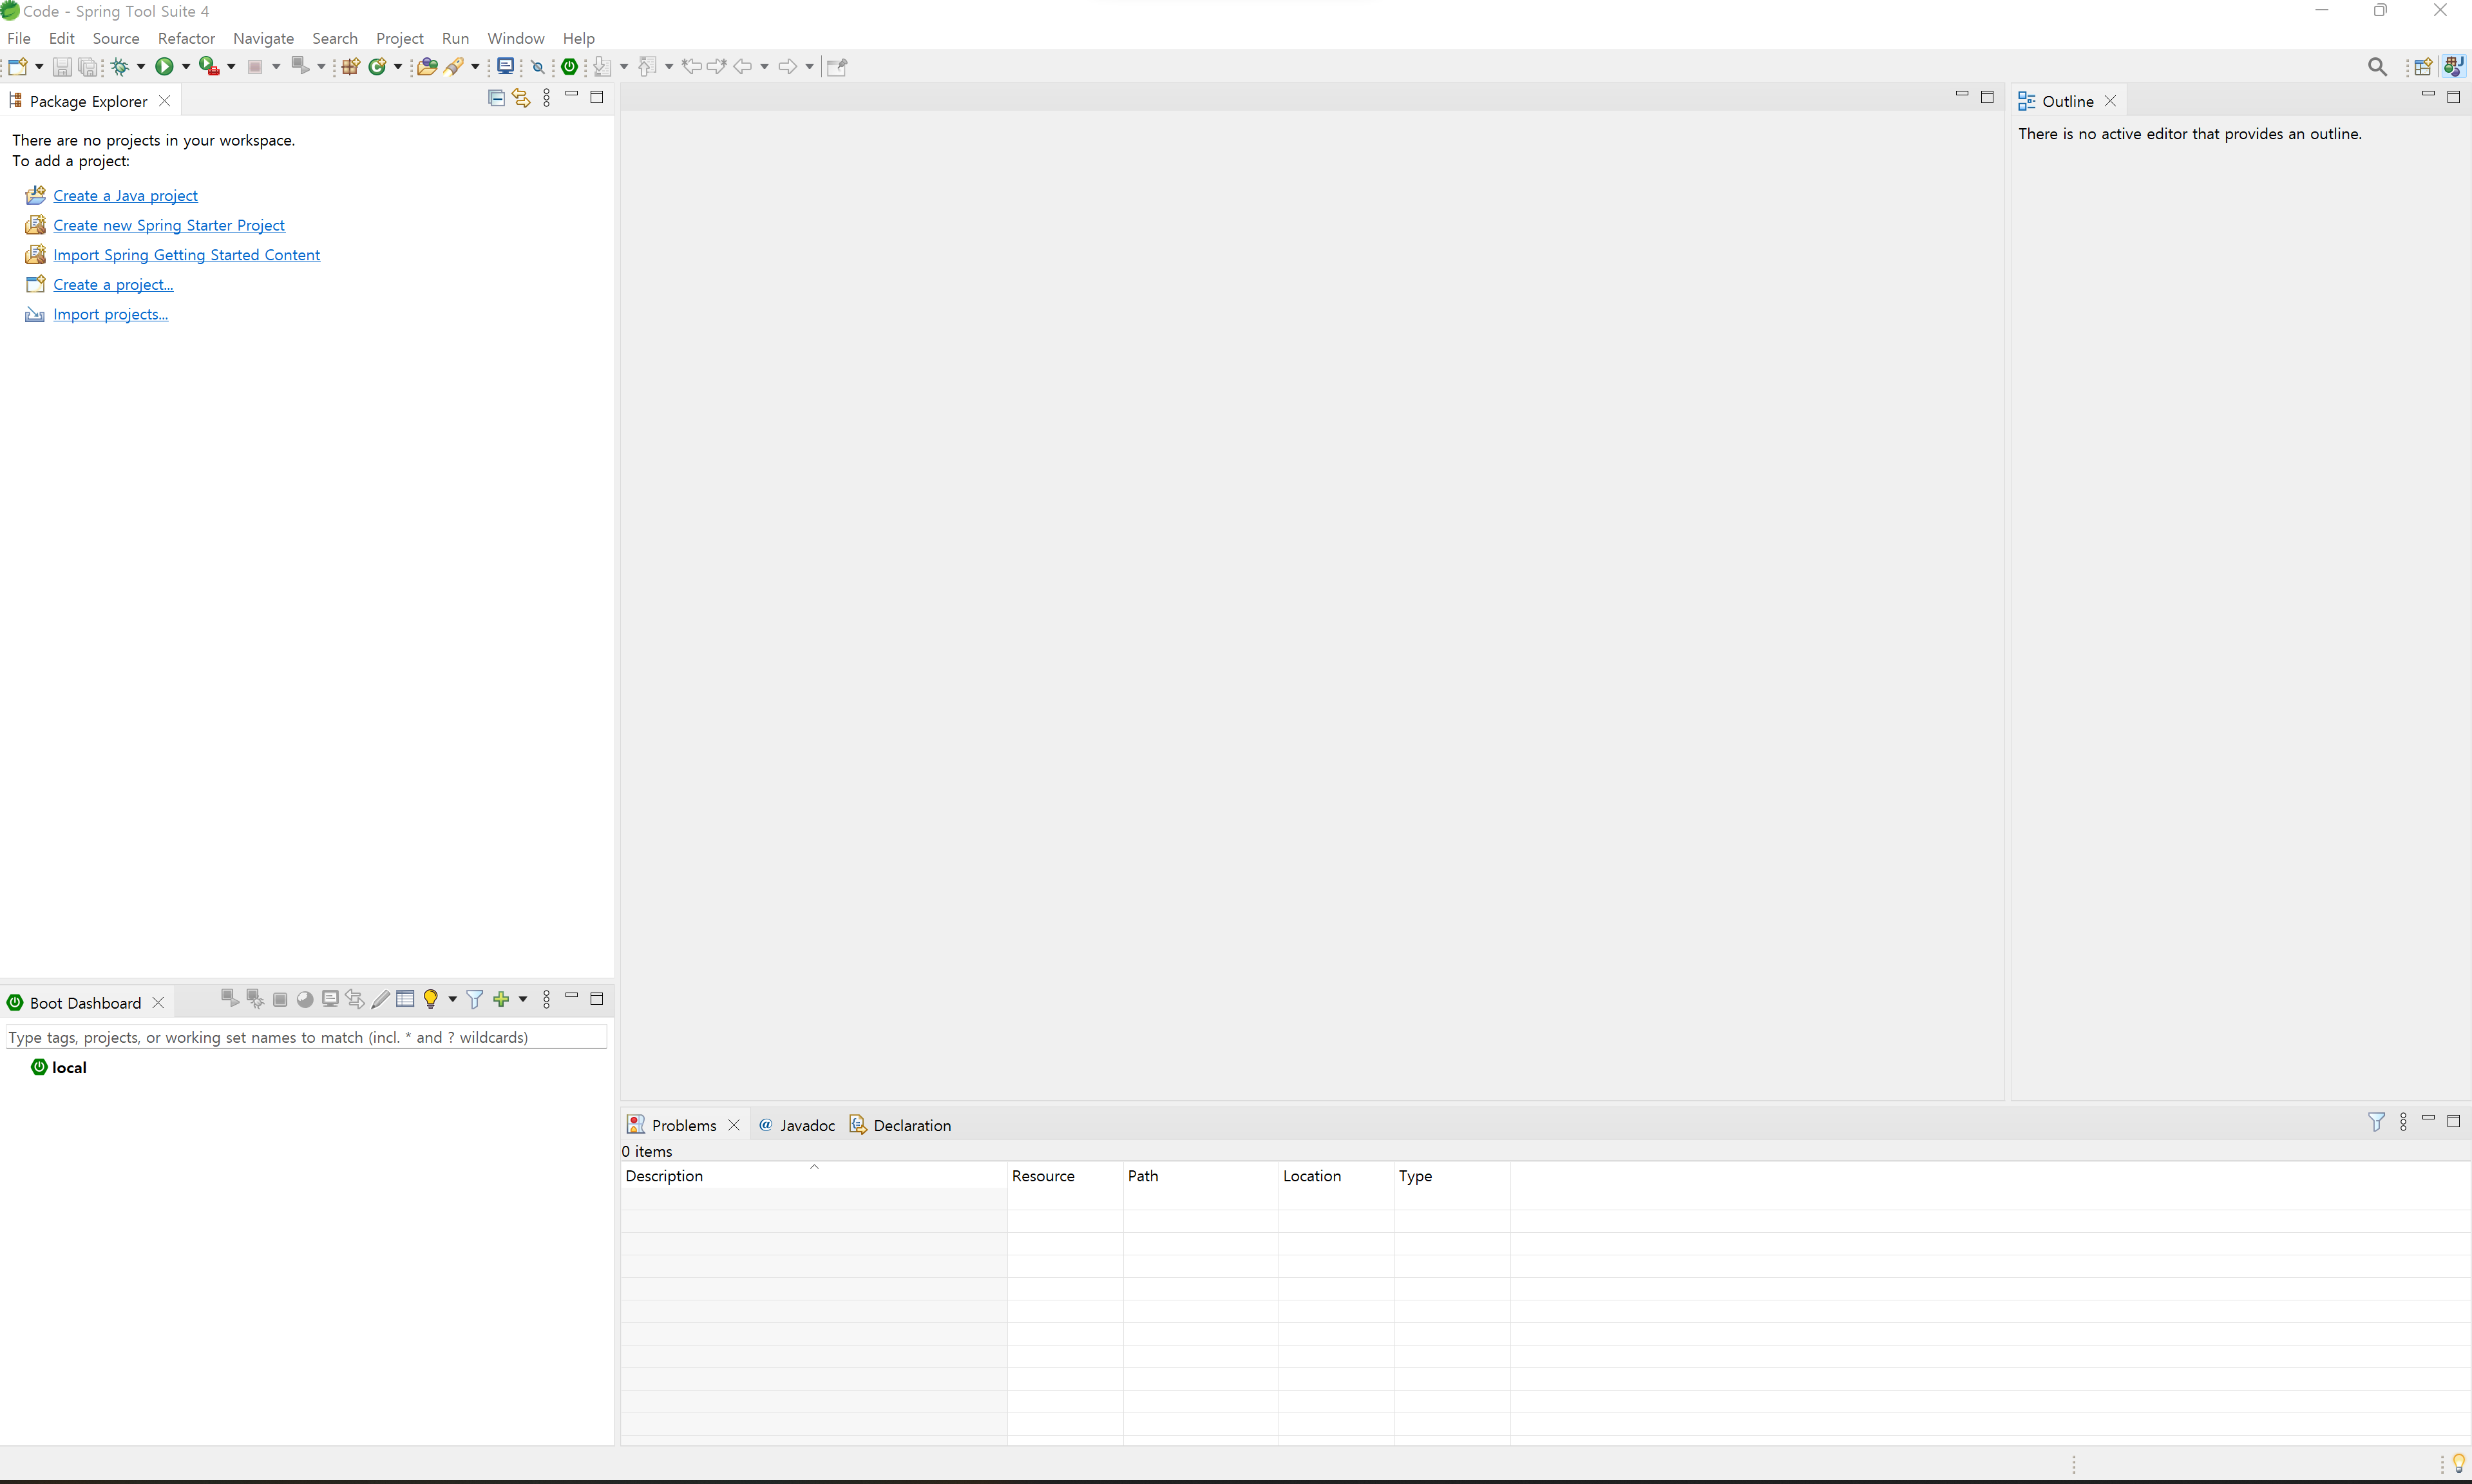 Code - Spring Tool Suite 4
File Edit Source Refactor Navigate Search Project Run Window Help
Package Explorer
There are no projects in your workspace.
To add a project:
Create a Java project
Create new Spring Starter Project
Import Spring Getting Started Content
Create a project...
Import projects...
Outline
There is no active editor that provides an outline.
Boot Dashboard
Type tags, projects, or working set names to match (incl. * and ? wildcards)
local
Problems @ Javadoc Declaration
0 items
Description Resource Path Location Type